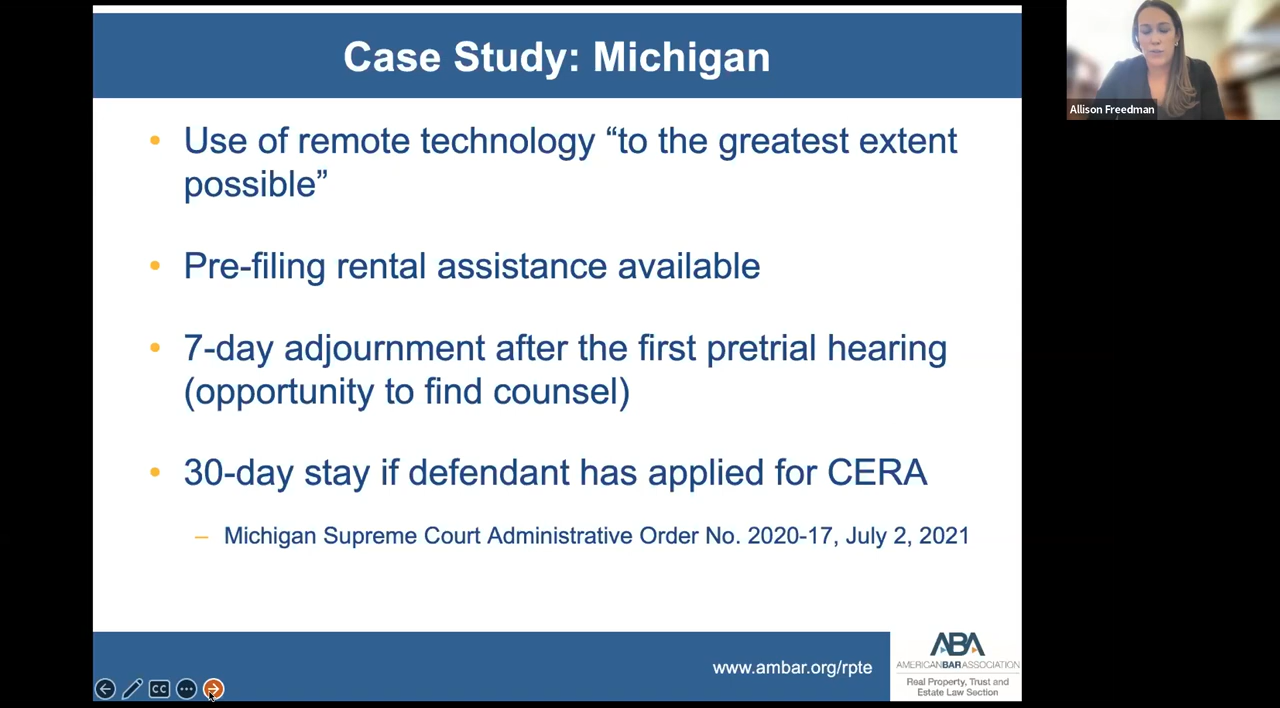 Case Study: Michigan
Allison Freedman
• Use of remote technology “to the greatest extent
possible”
• Pre-filing rental assistance available
• 7-day adjournment after the first pretrial hearing
(opportunity to find counsel)
• 30-day stay if defendant has applied for CERA
– Michigan Supreme Court Administrative Order No. 2020-17, July 2, 2021
www.ambar.org/rpte
ABA
AMERICANBARASSOCIATION
Real Property, Trust and
Estate Law Section
CC